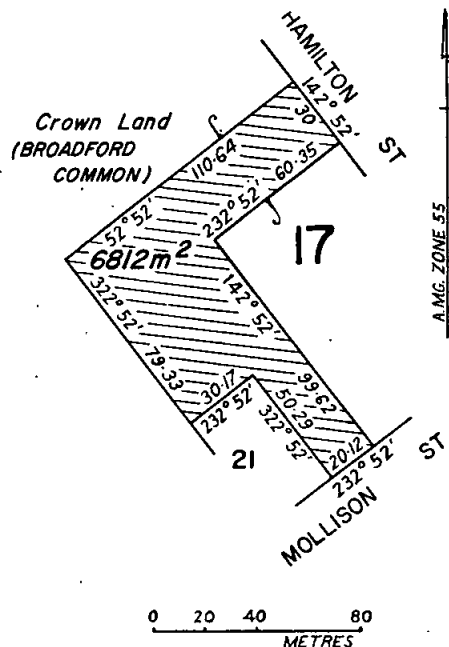 HAMILTON
ST
142° 52'
30
Crown Land
(BROADFORD
COMMON)
110·64
52° 52'
60·35
232° 52'
17
6812m²
A.MG. ZONE 55
322° 52'
79·33
142° 52'
99·62
30·17
232° 52'
50·29
322° 52'
21
20·12
232° 52'
MOLLISON
ST
0 20 40 80
METRES